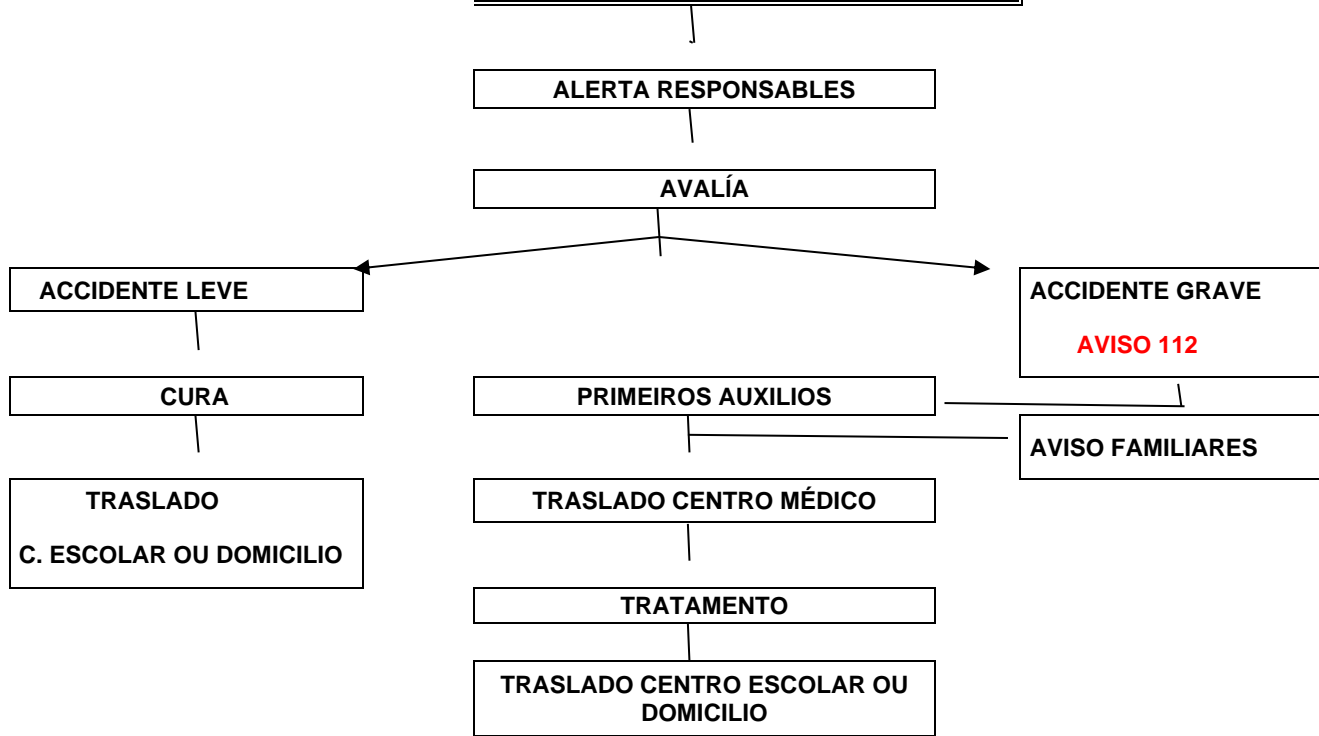 ALERTA RESPONSABLES
AVALÍA
ACCIDENTE LEVE
ACCIDENTE GRAVE
AVISO 112
CURA
PRIMEIROS AUXILIOS
AVISO FAMILIARES
TRASLADO
C. ESCOLAR OU DOMICILIO
TRASLADO CENTRO MÉDICO
TRATAMENTO
TRASLADO CENTRO ESCOLAR OU
DOMICILIO